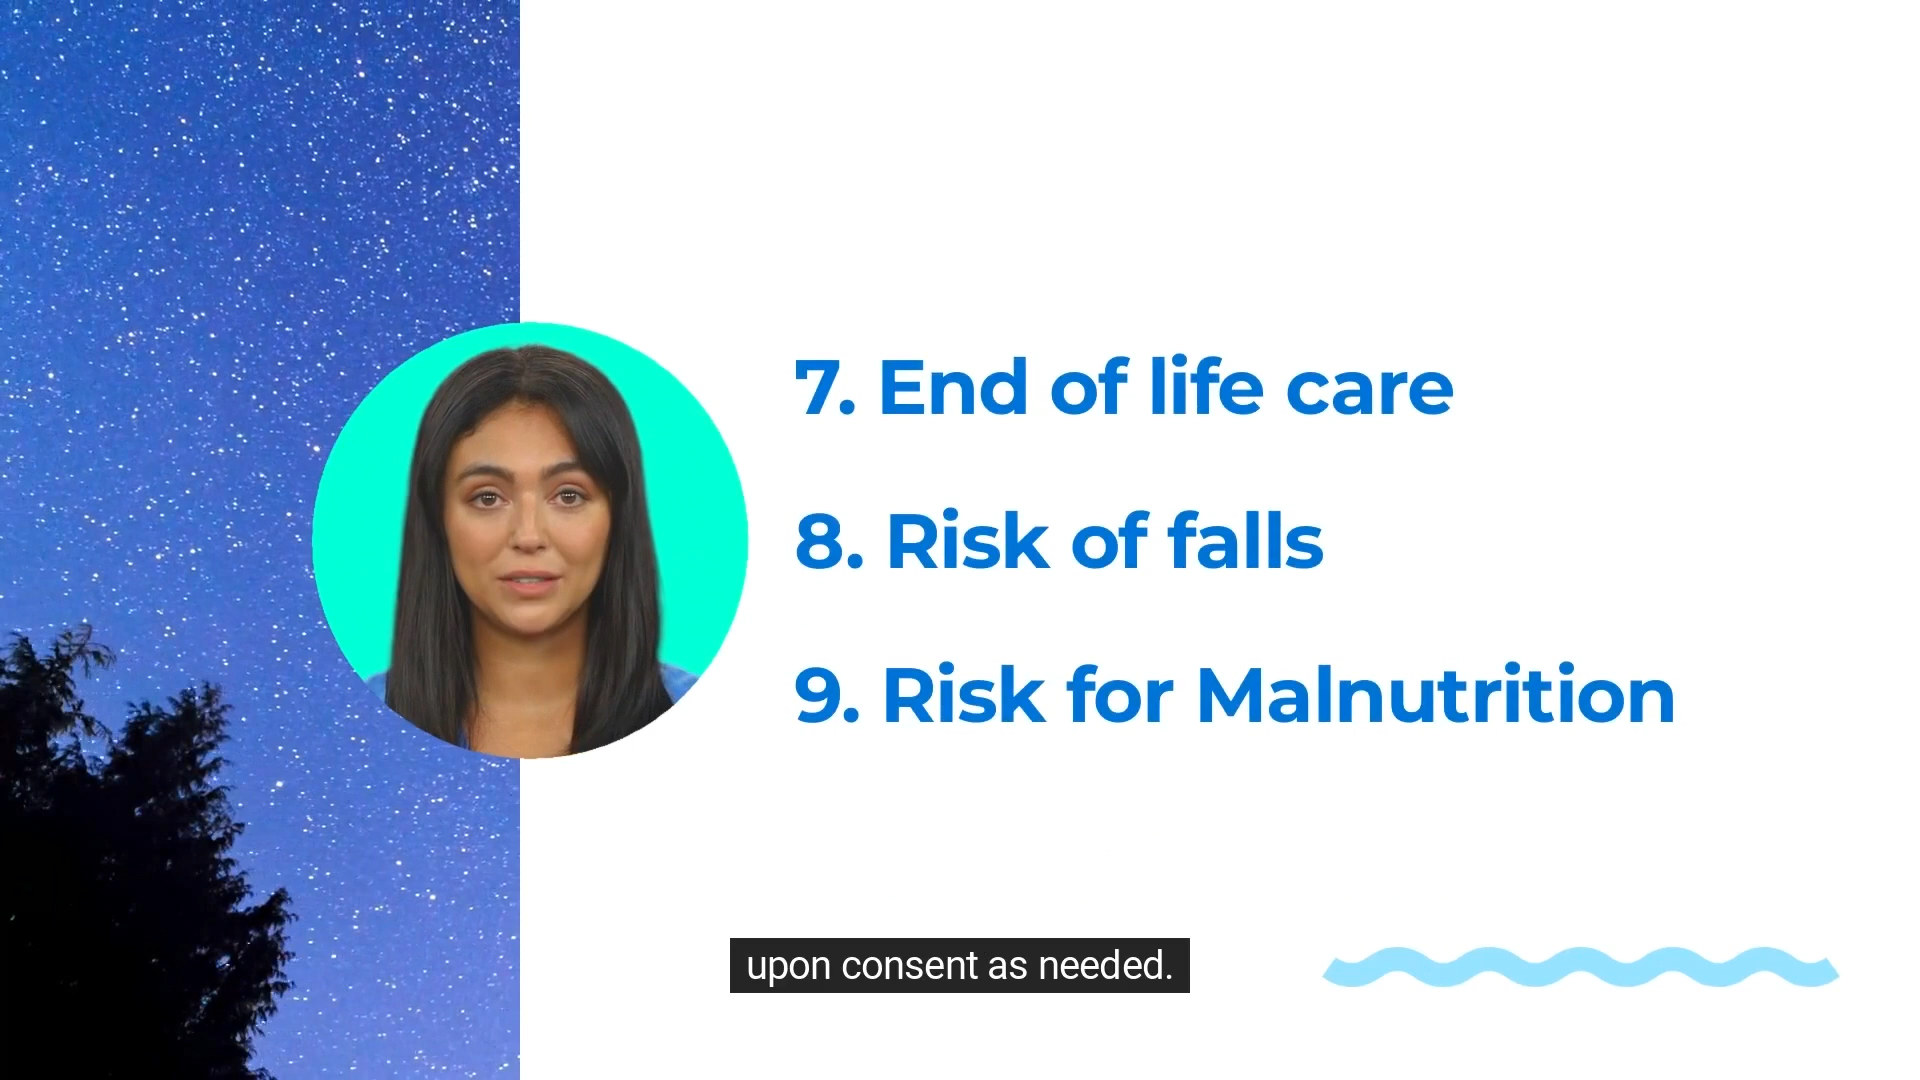 7. End of life care
8. Risk of falls
9. Risk for Malnutrition
upon consent as needed.